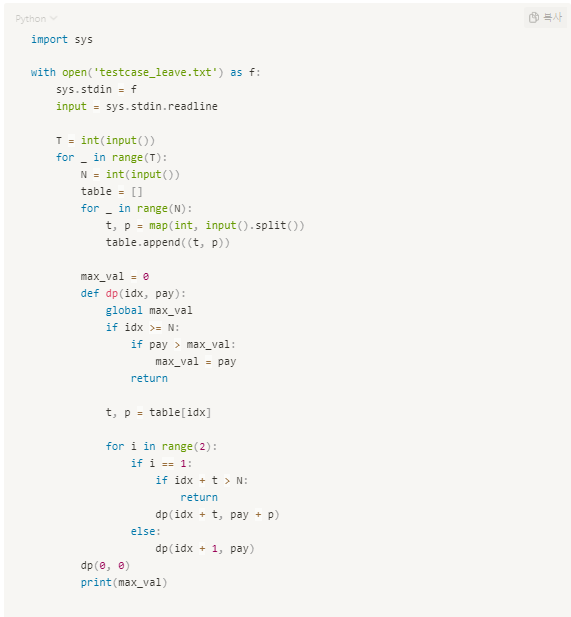 Python
복사
import sys

with open('testcase_leave.txt') as f:
    sys.stdin = f
    input = sys.stdin.readline

    T = int(input())
    for _ in range(T):
        N = int(input())
        table = []
        for _ in range(N):
            t, p = map(int, input().split())
            table.append((t, p))

        max_val = 0
        def dp(idx, pay):
            global max_val
            if idx >= N:
                if pay > max_val:
                    max_val = pay
                return

            t, p = table[idx]

            for i in range(2):
                if i == 1:
                    if idx + t > N:
                        return
                    dp(idx + t, pay + p)
                else:
                    dp(idx + 1, pay)
        dp(0, 0)
        print(max_val)